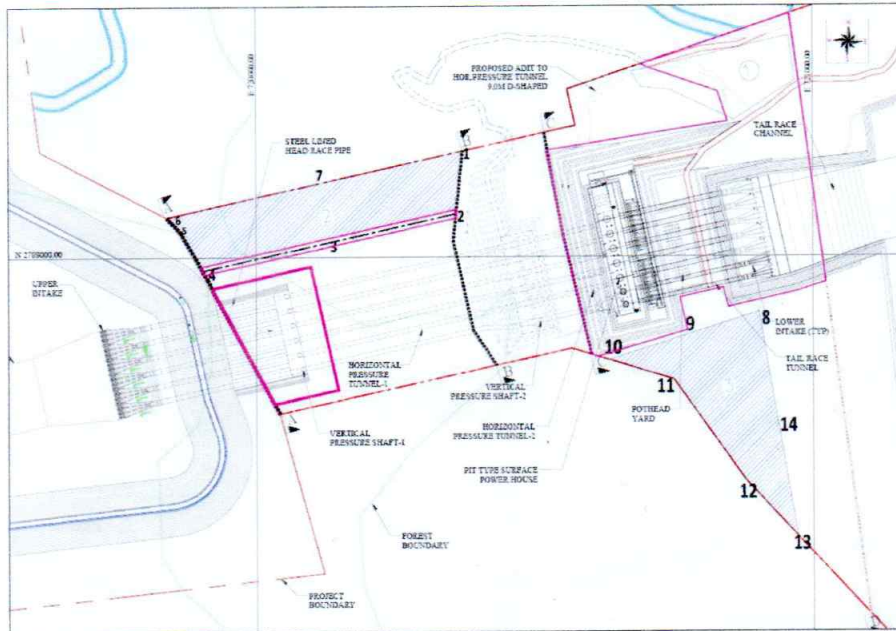 PROPOSED ADIT TO
HOR.PRESSURE TUNNEL
9.0M D-SHAPED
STEEL LINED
HEAD RACE PIPE
TAIL RACE
CHANNEL
1
7
2
6
5
3
4
UPPER
INTAKE
8
LOWER
INTAKE (TYP)
9
10
TAIL RACE
TUNNEL
HORIZONTAL
PRESSURE
TUNNEL-1
11
VERTICAL
PRESSURE SHAFT-2
POTHEAD
YARD
14
HORIZONTAL
PRESSURE TUNNEL-2
VERTICAL
PRESSURE SHAFT-1
PIT TYPE SURFACE
POWER HOUSE
12
FOREST
BOUNDARY
13
PROJECT
BOUNDARY